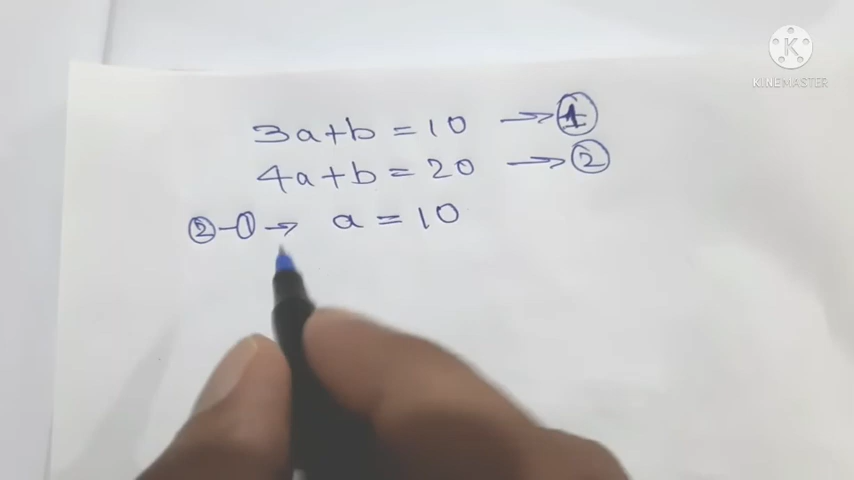 K
KINEMASTER
3a+b = 10 → ①
4a+b = 20 → ②
②-① → a = 10